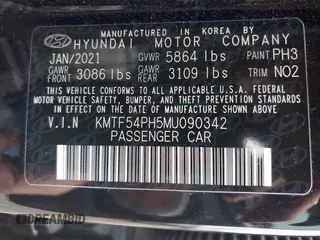 MANUFACTURED IN KOREA BY
HYUNDAI MOTOR COMPANY
JAN/2021 GVWR 5864 lbs PAINT PH3
GAWR FRONT 3086 lbs GAWR REAR 3109 lbs TRIM NO2
THIS VEHICLE CONFORMS TO ALL APPLICABLE
U.S. FEDERAL MOTOR VEHICLE SAFETY, BUMPER,
AND THEFT PREVENTION STANDARDS IN EFFECT ON
THE DATE OF MANUFACTURE SHOWN ABOVE.
V.I.N KMTF54PH5MU090342
PASSENGER CAR
DREAMBID